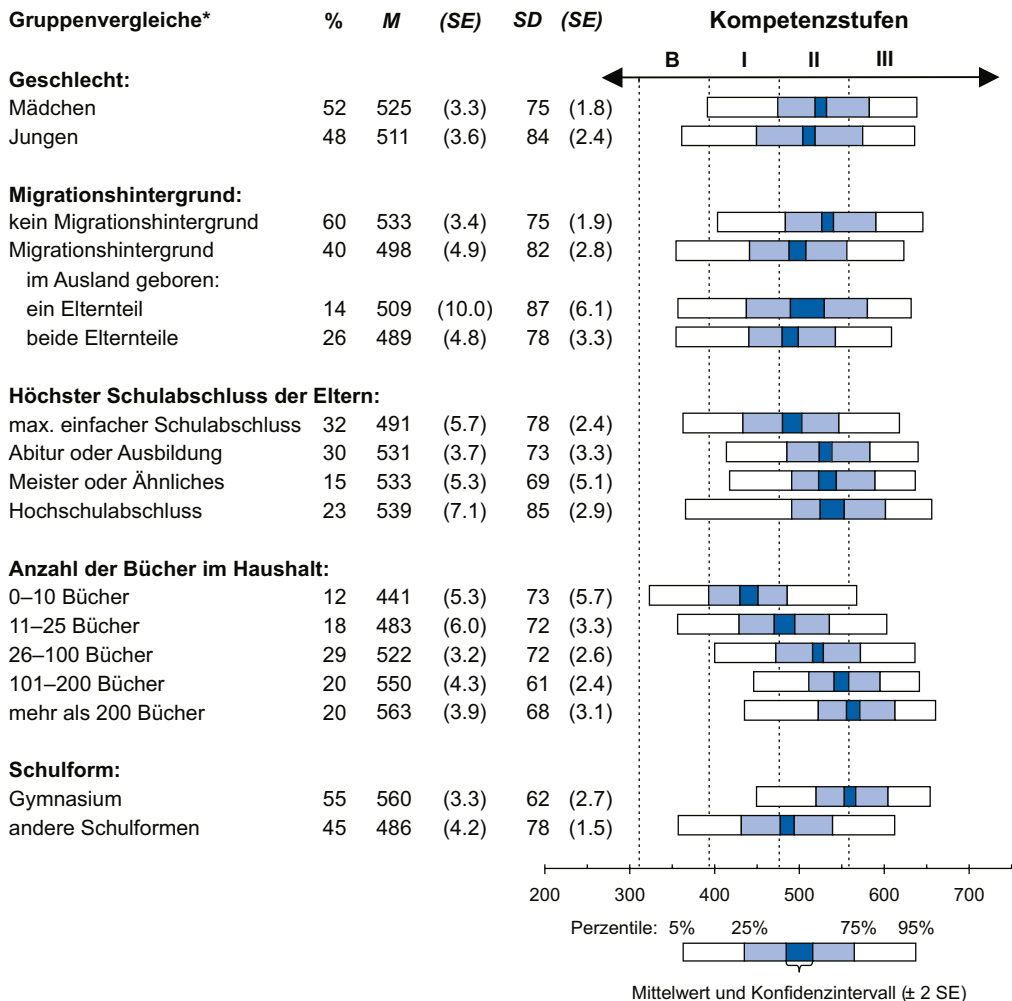 Gruppenvergleiche* % M (SE) SD (SE) Kompetenzstufen
B I II III
Geschlecht:
Mädchen 52 525 (3.3) 75 (1.8)
Jungen 48 511 (3.6) 84 (2.4)
Migrationshintergrund:
kein Migrationshintergrund 60 533 (3.4) 75 (1.9)
Migrationshintergrund 40 498 (4.9) 82 (2.8)
im Ausland geboren:
ein Elternteil 14 509 (10.0) 87 (6.1)
beide Elternteile 26 489 (4.8) 78 (3.3)
Höchster Schulabschluss der Eltern:
max. einfacher Schulabschluss 32 491 (5.7) 78 (2.4)
Abitur oder Ausbildung 30 531 (3.7) 73 (3.3)
Meister oder Ähnliches 15 533 (5.3) 69 (5.1)
Hochschulabschluss 23 539 (7.1) 85 (2.9)
Anzahl der Bücher im Haushalt:
0–10 Bücher 12 441 (5.3) 73 (5.7)
11–25 Bücher 18 483 (6.0) 72 (3.3)
26–100 Bücher 29 522 (3.2) 72 (2.6)
101–200 Bücher 20 550 (4.3) 61 (2.4)
mehr als 200 Bücher 20 563 (3.9) 68 (3.1)
Schulform:
Gymnasium 55 560 (3.3) 62 (2.7)
andere Schulformen 45 486 (4.2) 78 (1.5)
200 300 400 500 600 700
Perzentile: 5% 25% 75% 95%
Mittelwert und Konfidenzintervall (± 2 SE)